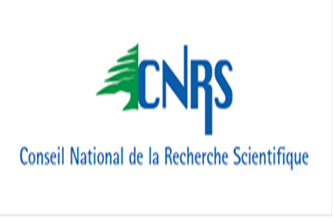 CNRS
Conseil National de la Recherche Scientifique